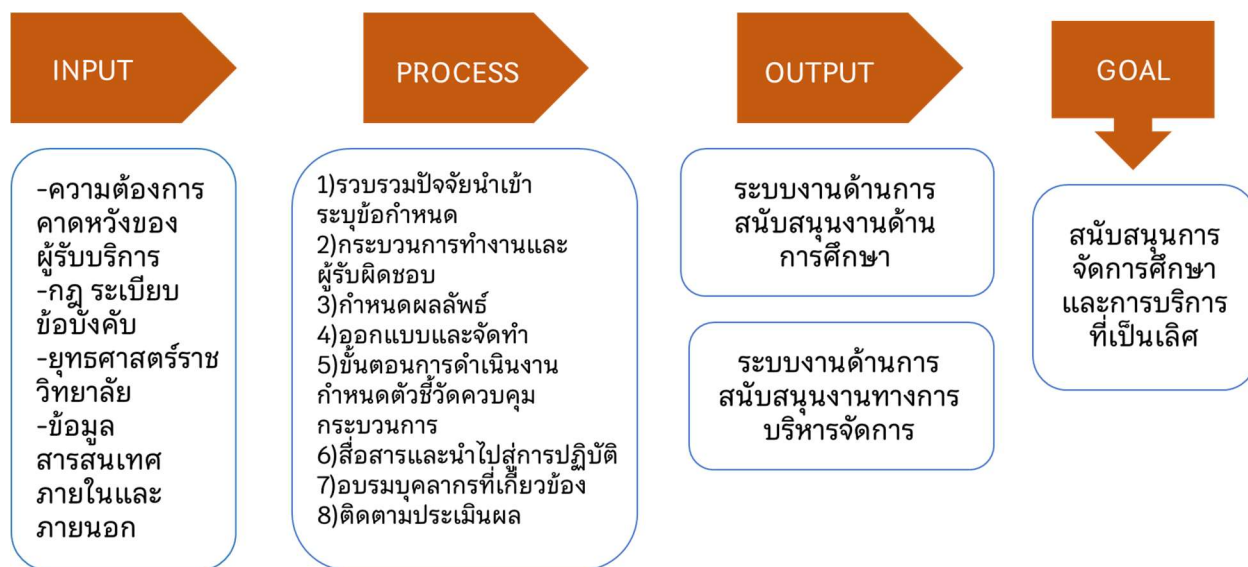 INPUT
-ความต้องการ
คาดหวังของ
ผู้รับบริการ
-กฎ ระเบียบ
ข้อบังคับ
-ยุทธศาสตร์ราช
วิทยาลัย
-ข้อมูล
สารสนเทศ
ภายในและ
ภายนอก
PROCESS
1)รวบรวมปัจจัยนำเข้า
ระบุข้อกำหนด
2)กระบวนการทำงานและ
ผู้รับผิดชอบ
3)กำหนดผลลัพธ์
4)ออกแบบและจัดทำ
5)ขั้นตอนการดำเนินงาน
กำหนดตัวชี้วัดควบคุม
กระบวนการ
6)สื่อสารและนำไปสู่การปฏิบัติ
7)อบรมบุคลากรที่เกี่ยวข้อง
8)ติดตามประเมินผล
OUTPUT
ระบบงานด้านการ
สนับสนุนงานด้าน
การศึกษา
ระบบงานด้านการ
สนับสนุนงานทางการ
บริหารจัดการ
GOAL
สนับสนุนการ
จัดการศึกษา
และการบริการ
ที่เป็นเลิศ